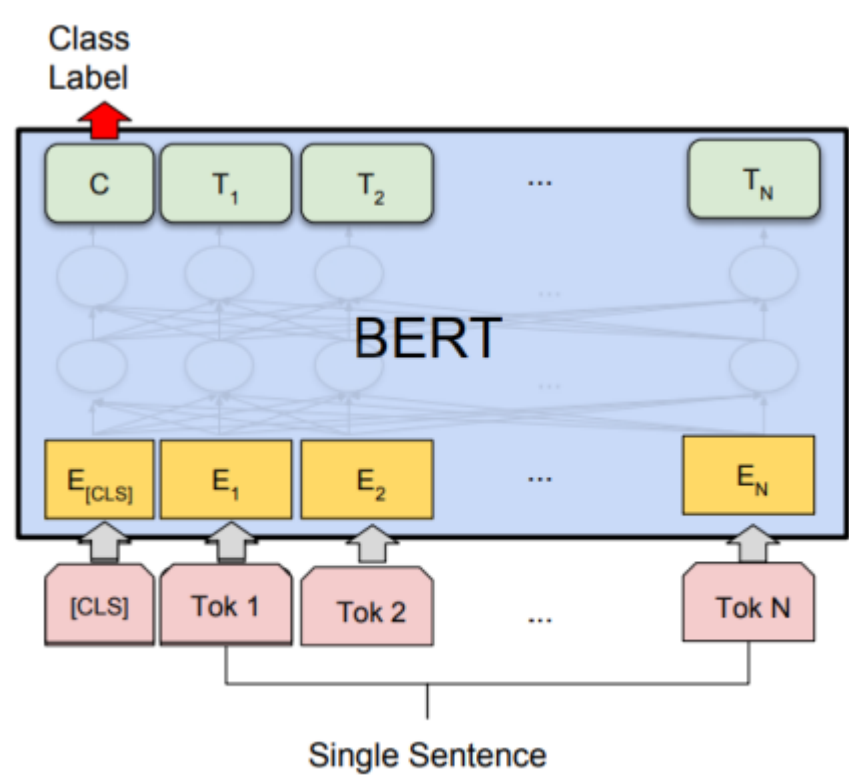 Class
Label
C T1 T2 ... TN
...
BERT
...
E[CLS] E1 E2 ... EN
[CLS] Tok 1 Tok 2 ... Tok N
Single Sentence